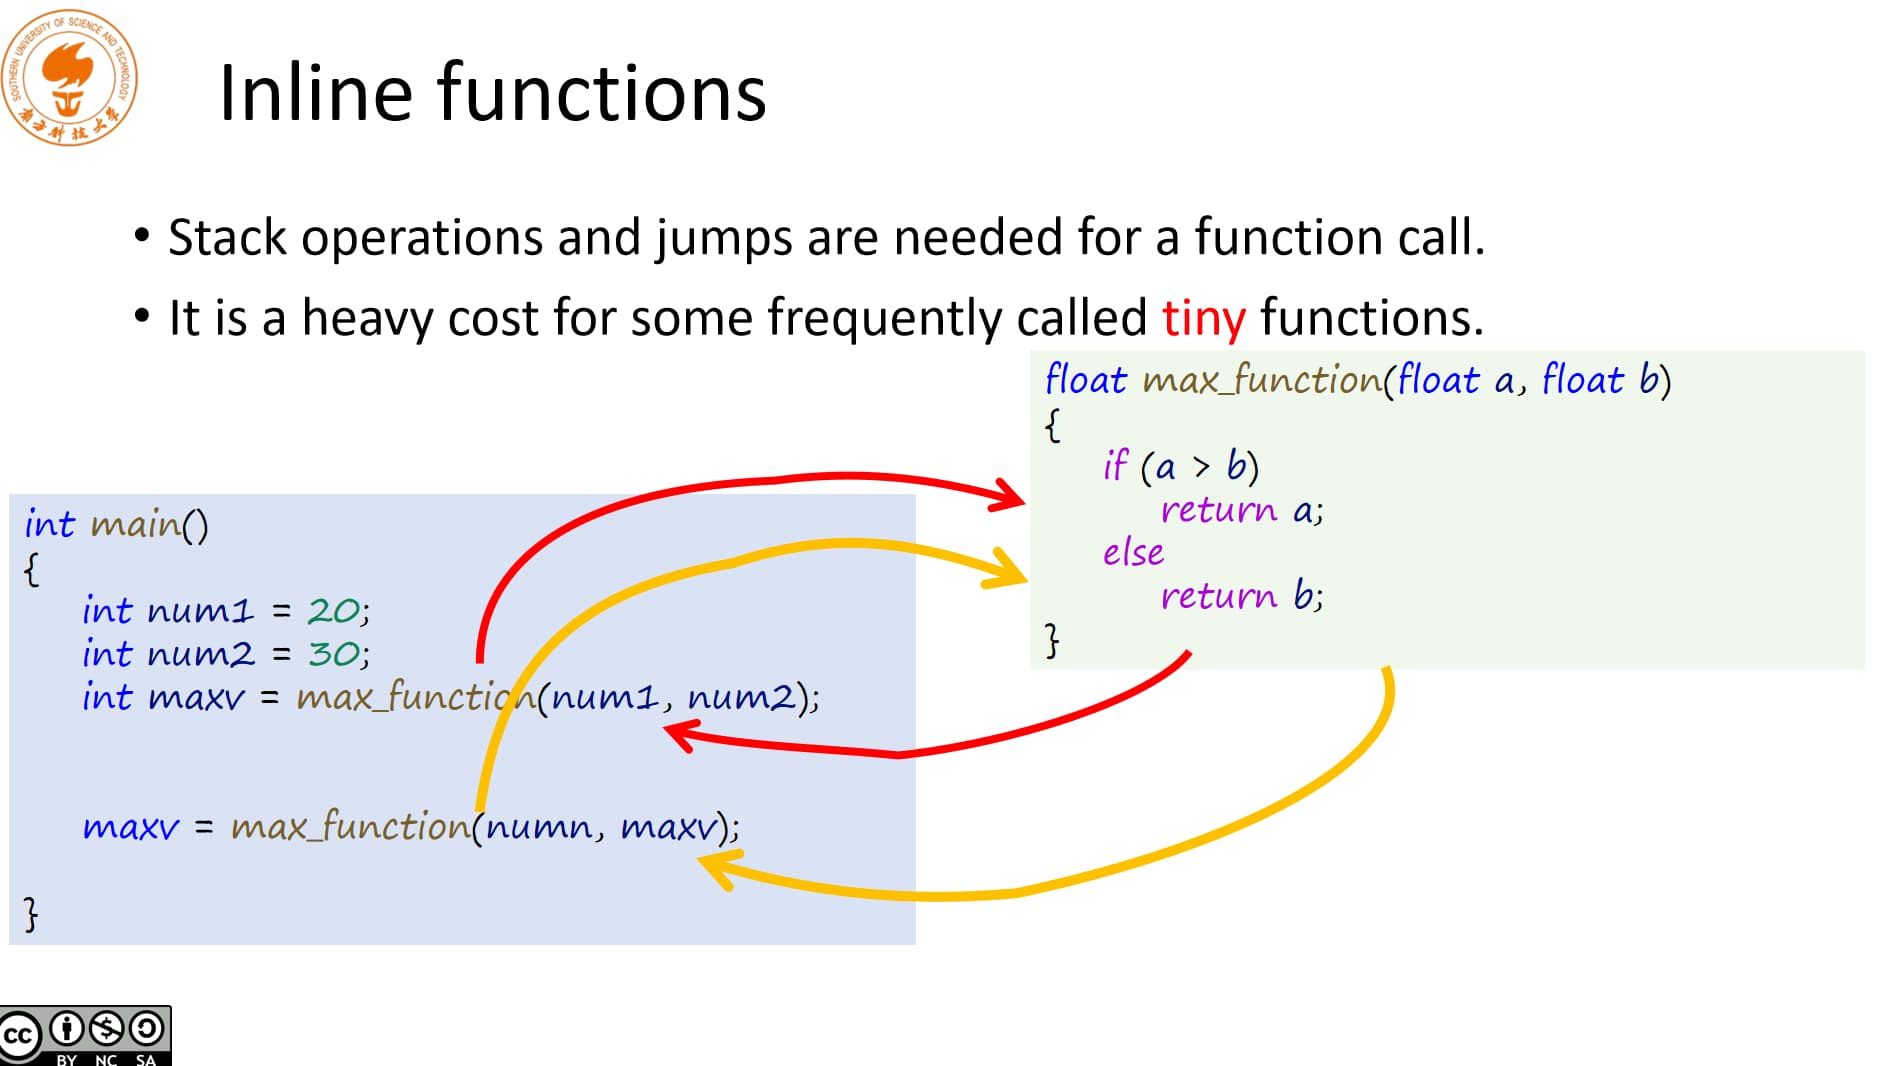 SOUTHERN UNIVERSITY OF SCIENCE AND TECHNOLOGY
南方科技大学
Inline functions
• Stack operations and jumps are needed for a function call.
• It is a heavy cost for some frequently called tiny functions.
float max_function(float a, float b)
{
if (a > b)
return a;
else
return b;
}
int main()
{
int num1 = 20;
int num2 = 30;
int maxv = max_function(num1, num2);
maxv = max_function(numn, maxv);
}
cc
BY NC SA